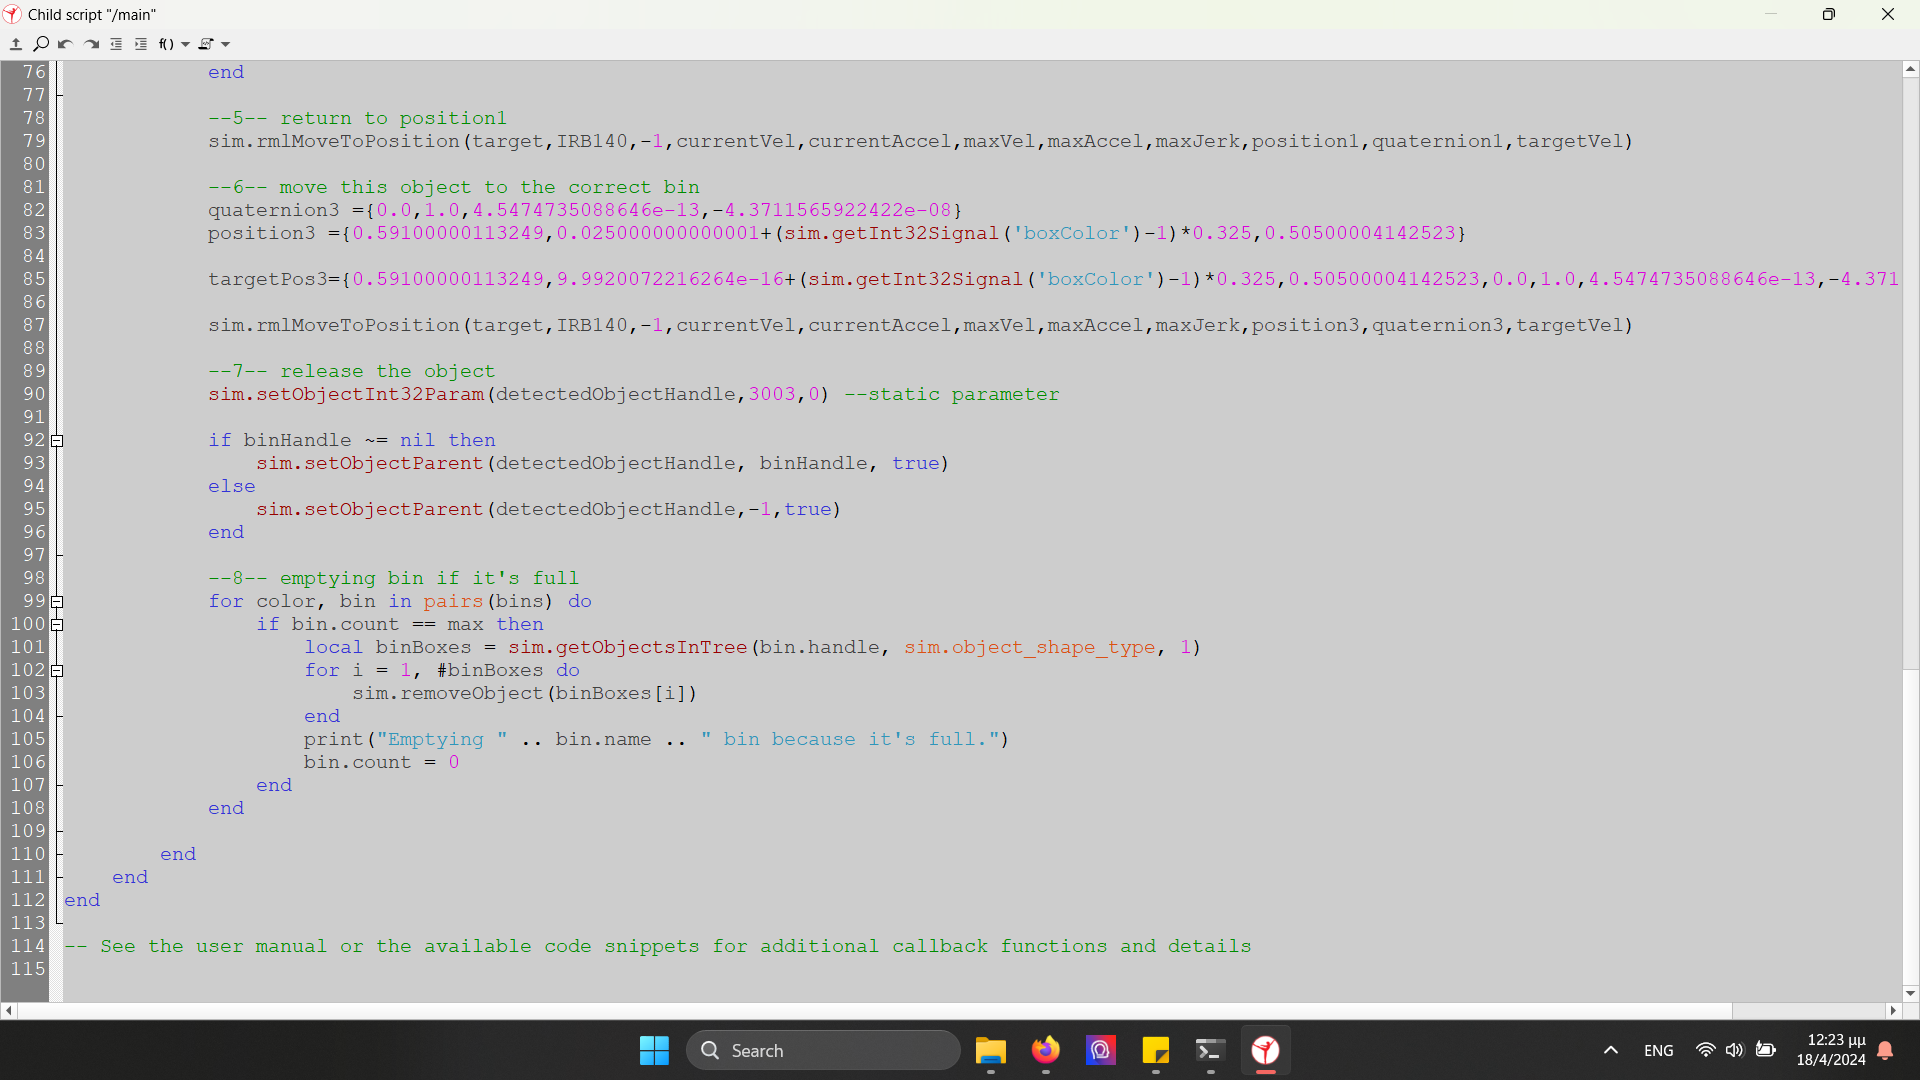 Child script "/main"
f()
76 end
77
78 --5-- return to position1
79 sim.rmlMoveToPosition(target,IRB140,-1,currentVel,currentAccel,maxVel,maxAccel,maxJerk,position1,quaternion1,targetVel)
80
81 --6-- move this object to the correct bin
82 quaternion3 ={0.0,1.0,4.5474735088646e-13,-4.3711565922422e-08}
83 position3 ={0.59100000113249,0.025000000000001+(sim.getInt32Signal('boxColor')-1)*0.325,0.50500004142523}
84
85 targetPos3={0.59100000113249,9.9920072216264e-16+(sim.getInt32Signal('boxColor')-1)*0.325,0.50500004142523,0.0,1.0,4.5474735088646e-13,-4.371
86
87 sim.rmlMoveToPosition(target,IRB140,-1,currentVel,currentAccel,maxVel,maxAccel,maxJerk,position3,quaternion3,targetVel)
88
89 --7-- release the object
90 sim.setObjectInt32Param(detectedObjectHandle,3003,0) --static parameter
91
92 if binHandle ~= nil then
93 sim.setObjectParent(detectedObjectHandle, binHandle, true)
94 else
95 sim.setObjectParent(detectedObjectHandle,-1,true)
96 end
97
98 --8-- emptying bin if it's full
99 for color, bin in pairs(bins) do
100 if bin.count == max then
101 local binBoxes = sim.getObjectsInTree(bin.handle, sim.object_shape_type, 1)
102 for i = 1, #binBoxes do
103 sim.removeObject(binBoxes[i])
104 end
105 print("Emptying " .. bin.name .. " bin because it's full.")
106 bin.count = 0
107 end
108 end
109
110 end
111 end
112 end
113
114 -- See the user manual or the available code snippets for additional callback functions and details
115
Search
ENG
12:23 μμ
18/4/2024